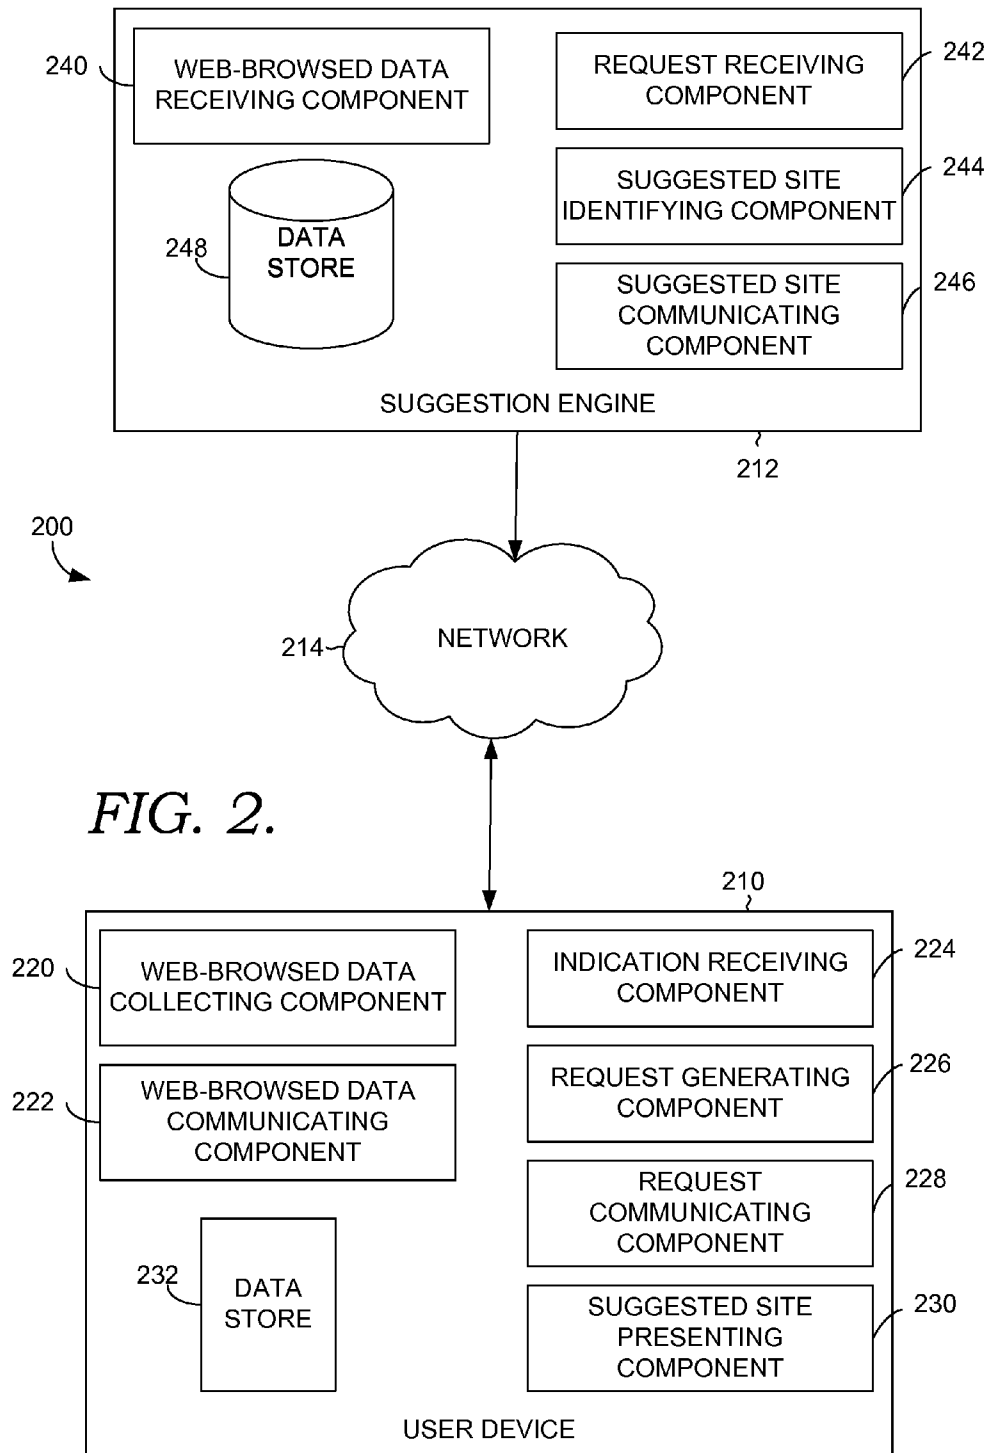 240
WEB-BROWSED DATA
RECEIVING COMPONENT
REQUEST RECEIVING
COMPONENT
242
SUGGESTED SITE
IDENTIFYING COMPONENT
244
248
DATA
STORE
SUGGESTED SITE
COMMUNICATING
COMPONENT
246
SUGGESTION ENGINE
212
200
214
NETWORK
FIG. 2.
210
220
WEB-BROWSED DATA
COLLECTING COMPONENT
INDICATION RECEIVING
COMPONENT
224
222
WEB-BROWSED DATA
COMMUNICATING
COMPONENT
REQUEST GENERATING
COMPONENT
226
REQUEST
COMMUNICATING
COMPONENT
228
232
DATA
STORE
SUGGESTED SITE
PRESENTING
COMPONENT
230
USER DEVICE